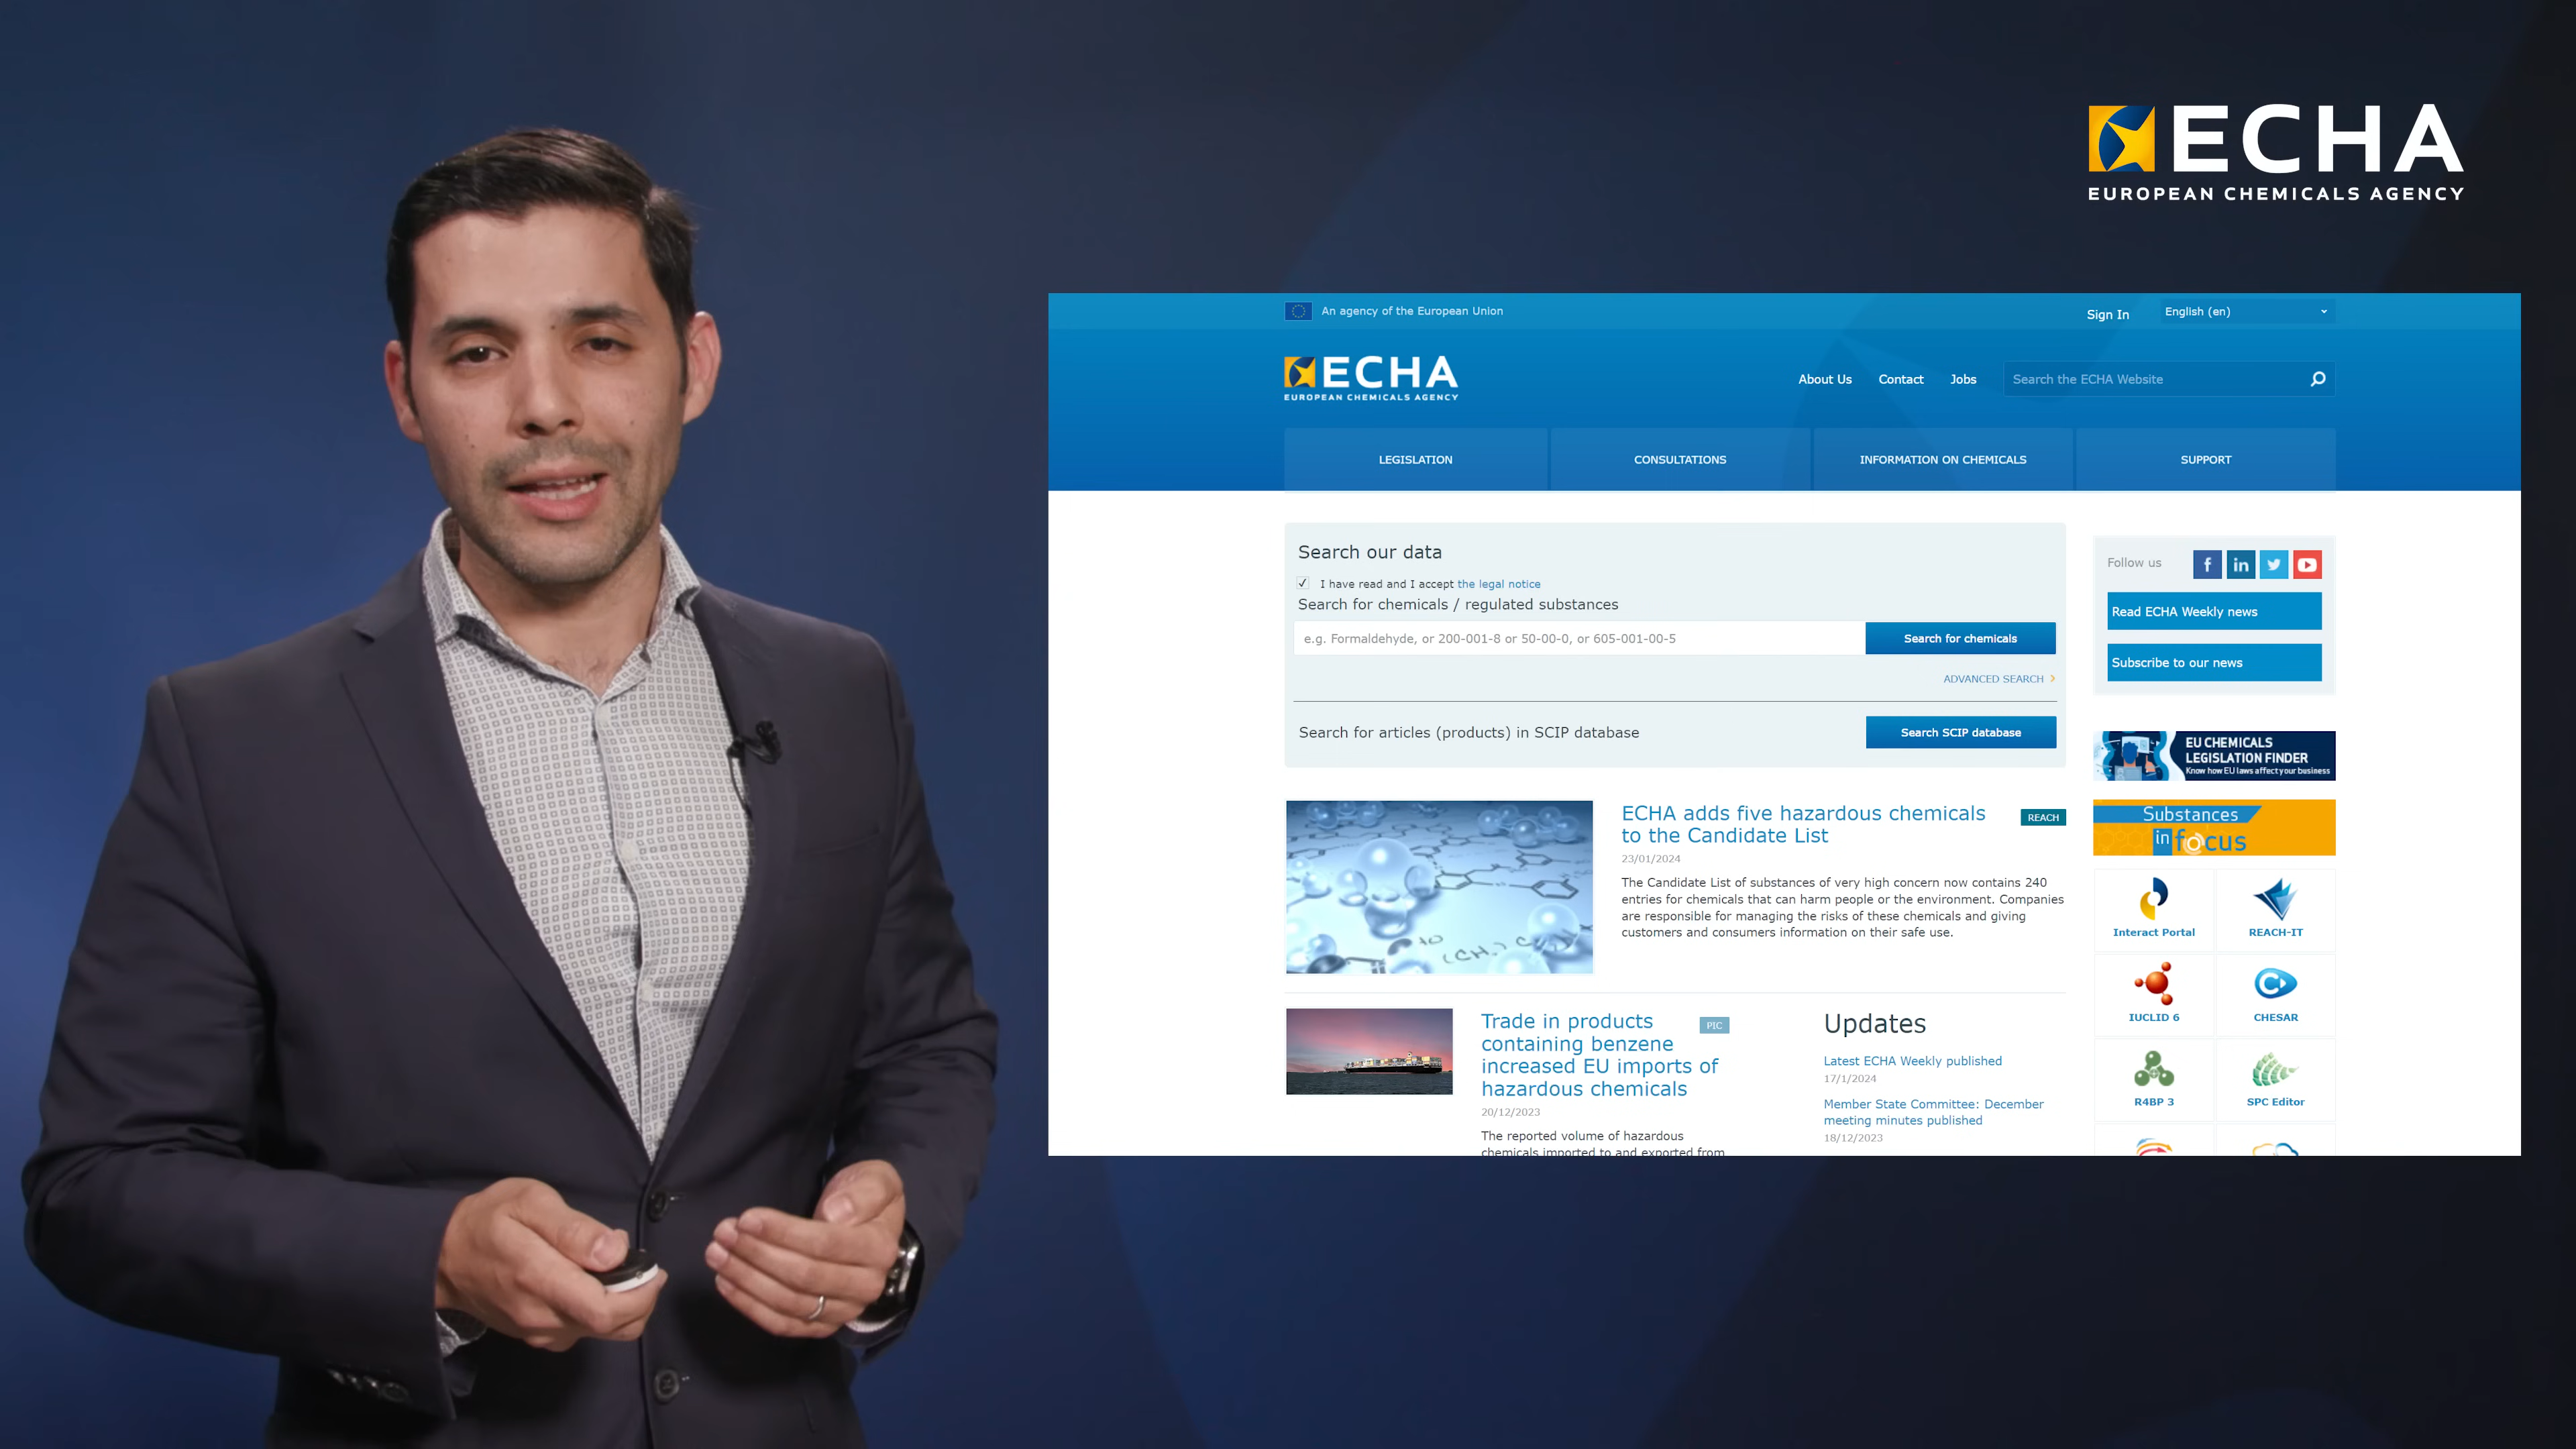 ECHA
EUROPEAN CHEMICALS AGENCY
An agency of the European Union
Sign In
English (en)
ECHA
EUROPEAN CHEMICALS AGENCY
About Us
Contact
Jobs
Search the ECHA Website
LEGISLATION
CONSULTATIONS
INFORMATION ON CHEMICALS
SUPPORT
Search our data
I have read and I accept the legal notice
Search for chemicals / regulated substances
e.g. Formaldehyde, or 200-001-8 or 50-00-0, or 605-001-00-5
Search for chemicals
ADVANCED SEARCH
Search for articles (products) in SCIP database
Search SCIP database
ECHA adds five hazardous chemicals
to the Candidate List
REACH
23/01/2024
The Candidate List of substances of very high concern now contains 240
entries for chemicals that can harm people or the environment. Companies
are responsible for managing the risks of these chemicals and giving
customers and consumers information on their safe use.
Trade in products
containing benzene
increased EU imports of
hazardous chemicals
PIC
20/12/2023
The reported volume of hazardous
chemicals imported to and exported from
Updates
Latest ECHA Weekly published
17/1/2024
Member State Committee: December
meeting minutes published
18/12/2023
Follow us
f
in
Read ECHA Weekly news
Subscribe to our news
EU CHEMICALS
LEGISLATION FINDER
Know how EU laws affect your business
Substances
in focus
Interact Portal
REACH-IT
IUCLID 6
CHESAR
R4BP 3
SPC Editor